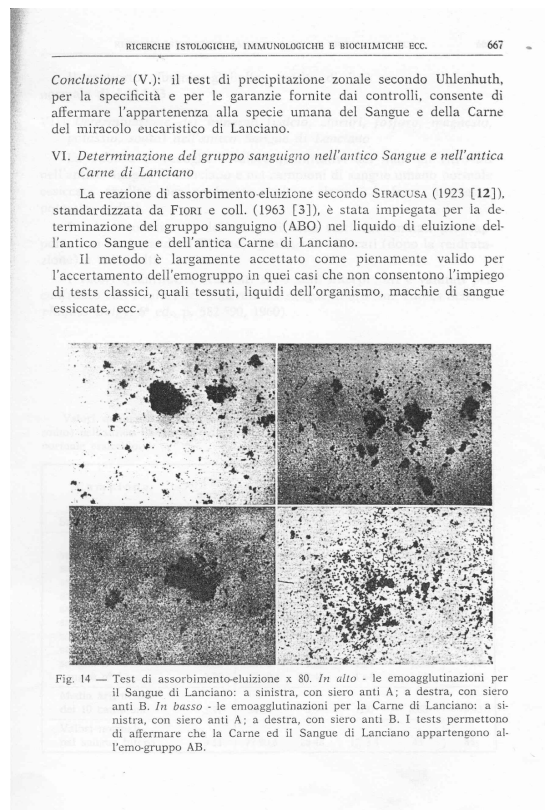 RICERCHE ISTOLOGICHE, IMMUNOLOGICHE E BIOCHIMICHE ECC. 667
Conclusione (V.): il test di precipitazione zonale secondo Uhlenhuth,
per la specificità e per le garanzie fornite dai controlli, consente di
affermare l'appartenenza alla specie umana del Sangue e della Carne
del miracolo eucaristico di Lanciano.
VI. Determinazione del gruppo sanguigno nell'antico Sangue e nell'antica
Carne di Lanciano
La reazione di assorbimento-eluizione secondo SIRACUSA (1923 [12]),
standardizzata da FIORI e coll. (1963 [3]), è stata impiegata per la de-
terminazione del gruppo sanguigno (ABO) nel liquido di eluizione del-
l'antico Sangue e dell'antica Carne di Lanciano.
Il metodo è largamente accettato come pienamente valido per
l'accertamento dell'emogruppo in quei casi che non consentono l'impiego
di tests classici, quali tessuti, liquidi dell'organismo, macchie di sangue
essiccate, ecc.
Fig. 14 — Test di assorbimento-eluizione x 80. In alto - le emoagglutinazioni per
il Sangue di Lanciano: a sinistra, con siero anti A; a destra, con siero
anti B. In basso - le emoagglutinazioni per la Carne di Lanciano: a si-
nistra, con siero anti A; a destra, con siero anti B. I tests permettono
di affermare che la Carne ed il Sangue di Lanciano appartengono al-
l'emo-gruppo AB.